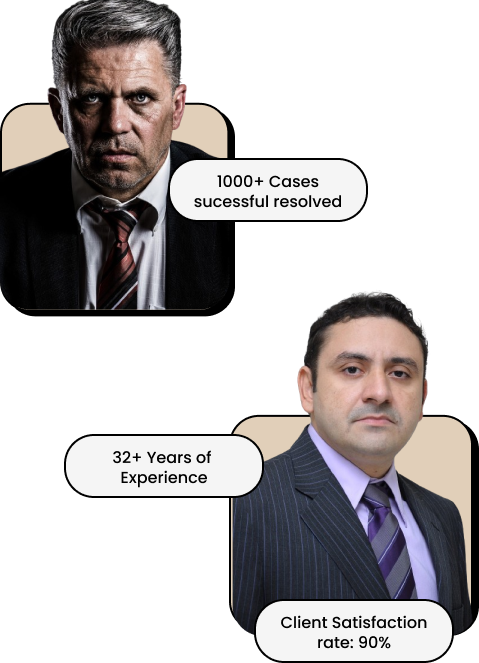 1000+ Cases
sucessful resolved
32+ Years of
Experience
Client Satisfaction
rate: 90%